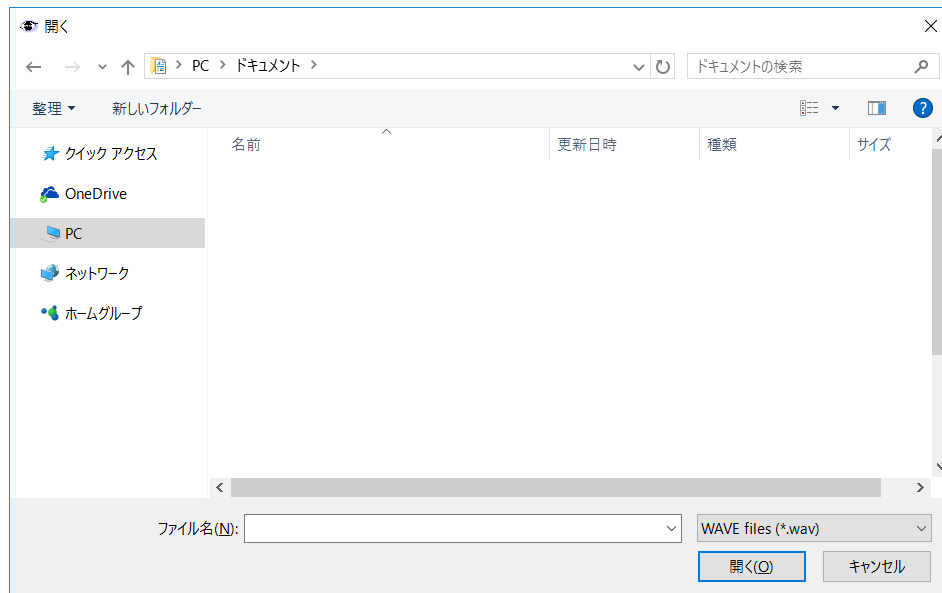 開く
PC ドキュメント
ドキュメントの検索
整理 新しいフォルダー
?
名前 更新日時 種類 サイズ
クイック アクセス
OneDrive
PC
ネットワーク
ホームグループ
ファイル名(N):
WAVE files (*.wav)
開く(O) キャンセル